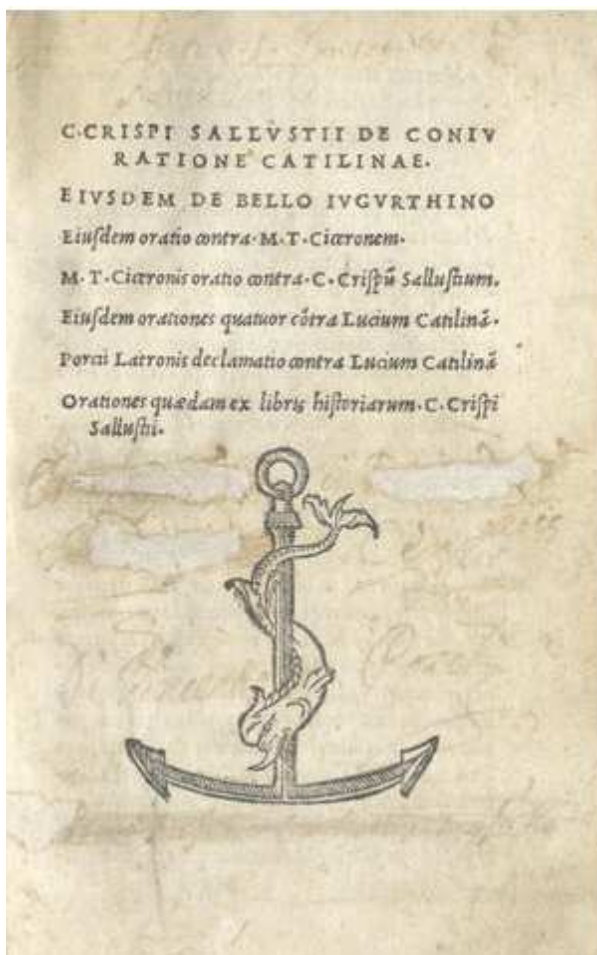 C·CRISPI SALLVSTII DE CONIV
RATIONE CATILINAE.
EIVSDEM DE BELLO IVGVRTHINO
Eiuſdem oratio contra·M·T·Ciceronem·
M·T·Ciceronis oratio contra·C·Criſpũ Salluſtium.
Eiuſdem orationes quatuor cõtra Lucium Catilinã·
Porcii Latronis declamatio contra Lucium Catilinã
Orationes quædam ex libris hiſtoriarum·C·Criſpi
Salluſtii·